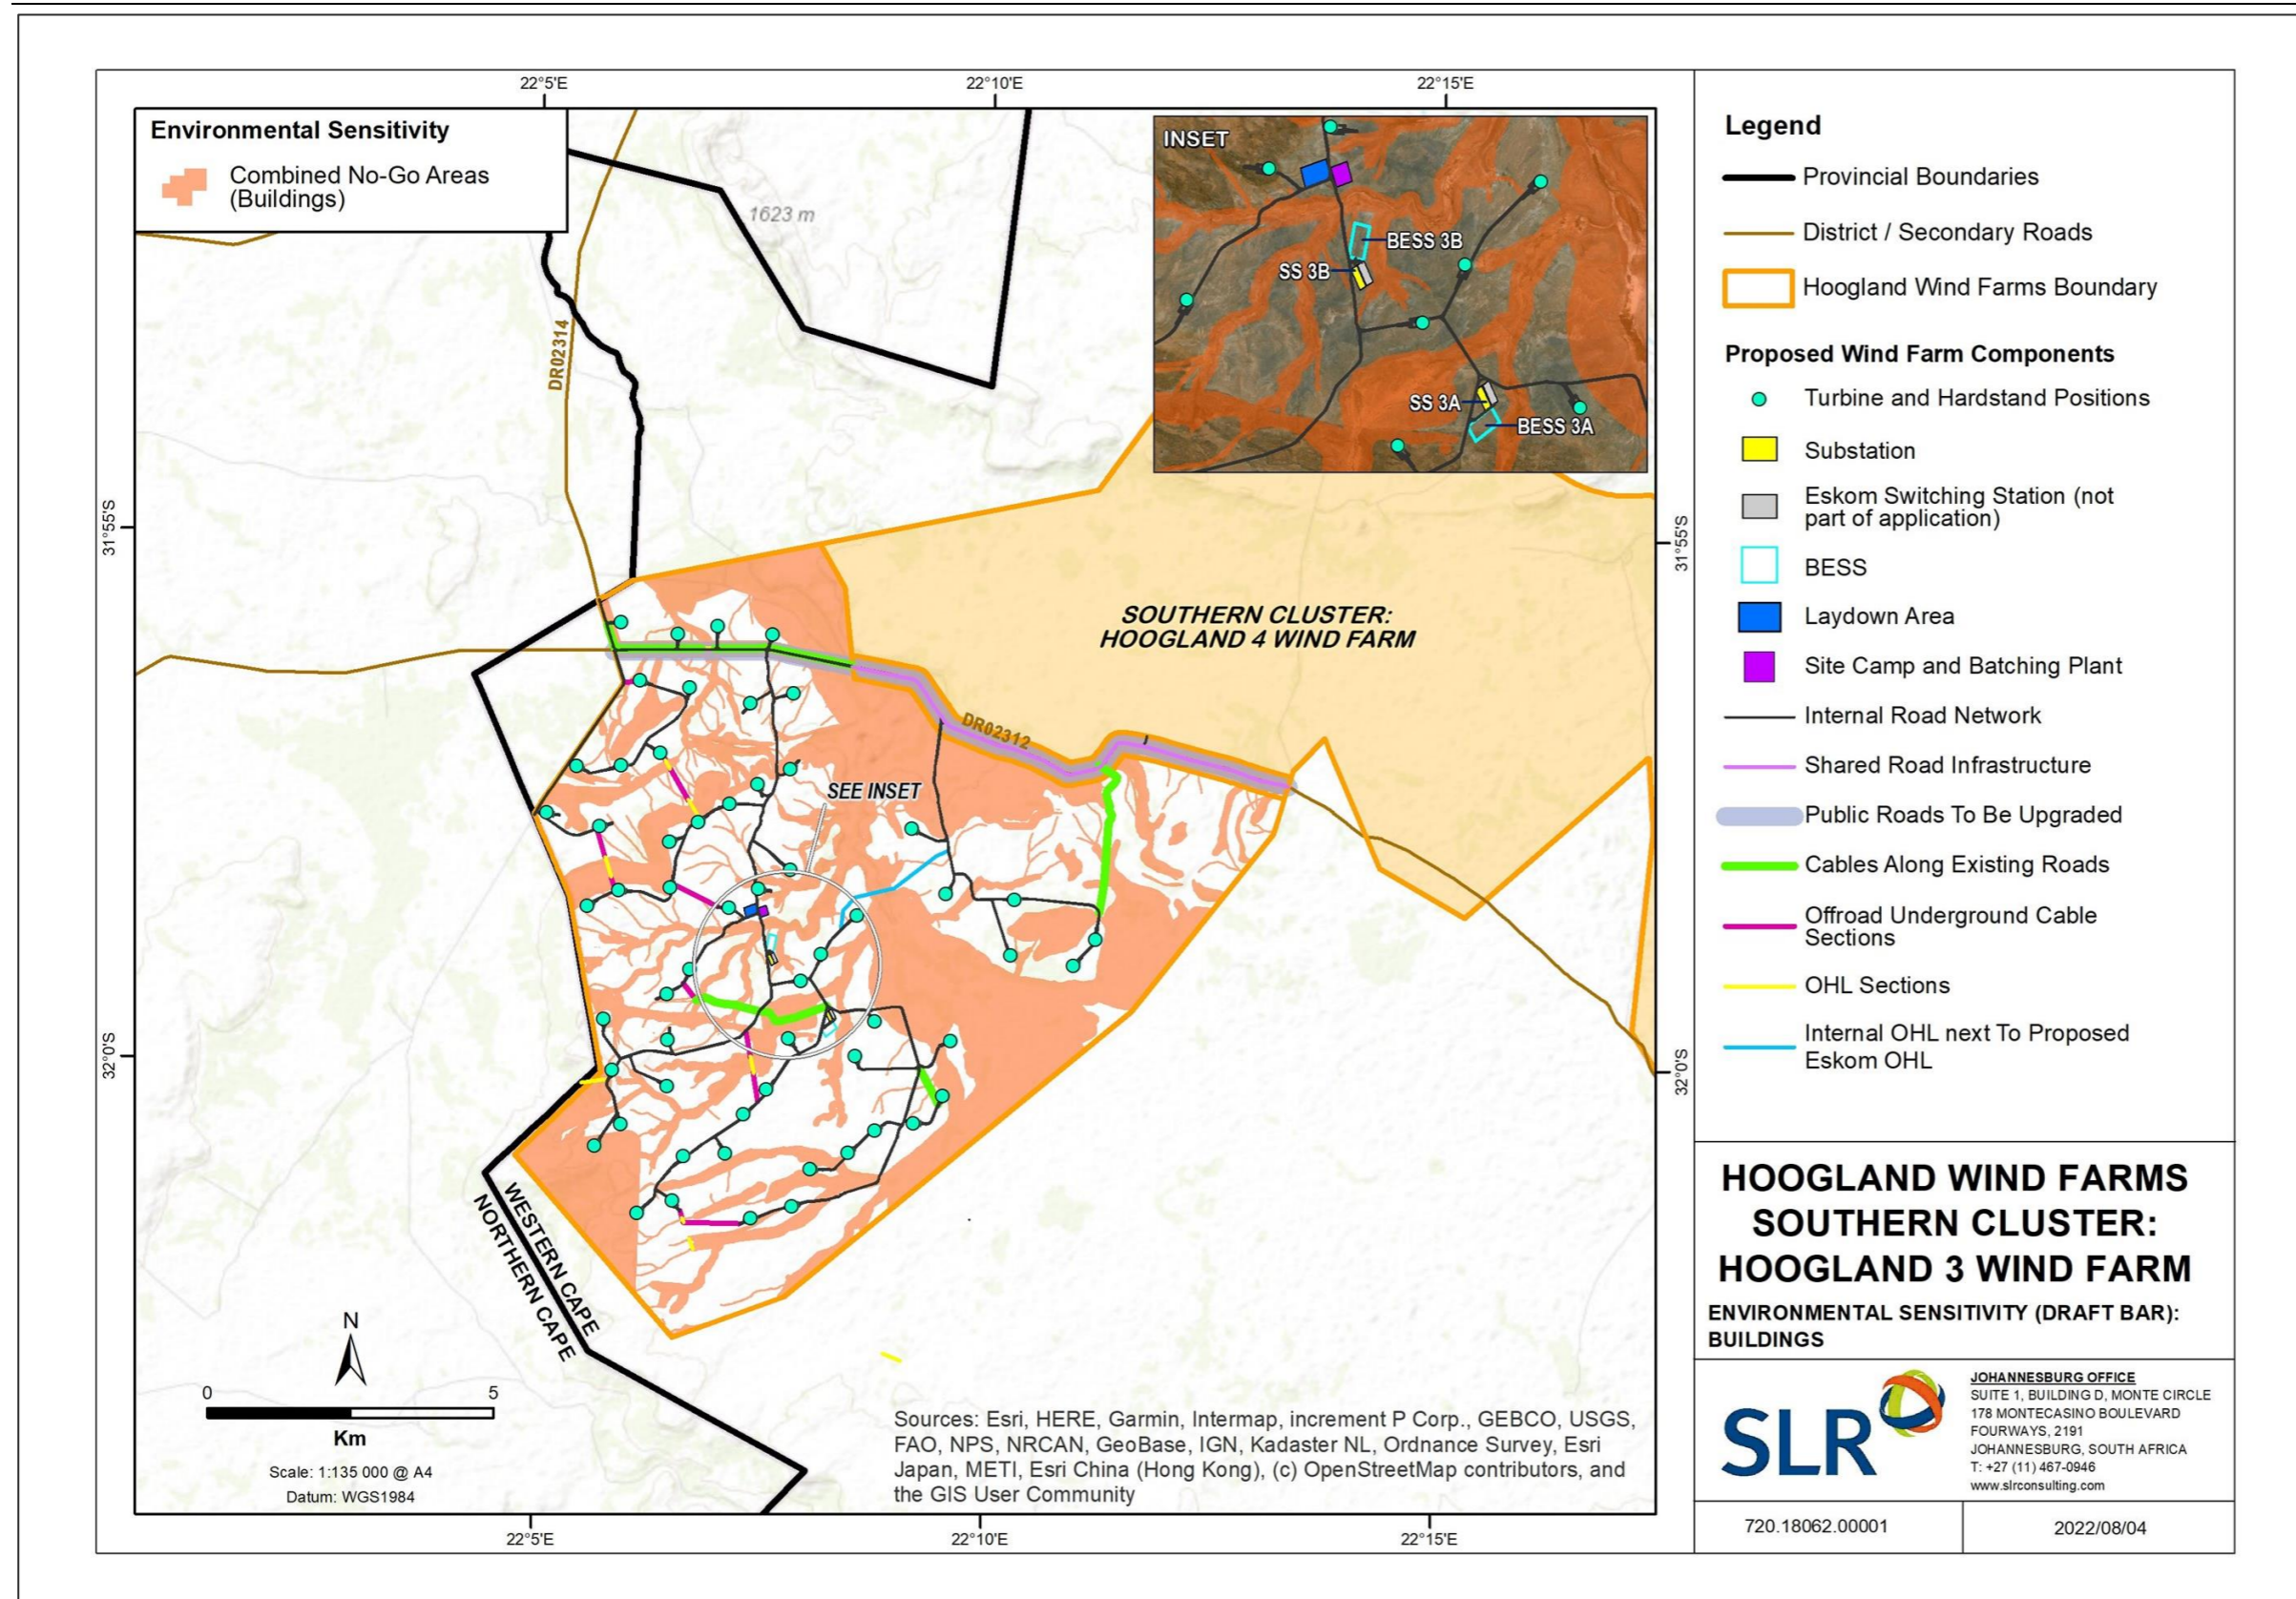 22°5'E
22°10'E
22°15'E
Environmental Sensitivity
Combined No-Go Areas
(Buildings)
1623 m
INSET
BESS 3B
SS 3B
SS 3A
BESS 3A
DR02314
31°55'S
31°55'S
SOUTHERN CLUSTER:
HOOGLAND 4 WIND FARM
DR02312
SEE INSET
32°0'S
32°0'S
WESTERN CAPE
NORTHERN CAPE
N
0
5
Km
Scale: 1:135 000 @ A4
Datum: WGS1984
Sources: Esri, HERE, Garmin, Intermap, increment P Corp., GEBCO, USGS,
FAO, NPS, NRCAN, GeoBase, IGN, Kadaster NL, Ordnance Survey, Esri
Japan, METI, Esri China (Hong Kong), (c) OpenStreetMap contributors, and
the GIS User Community
22°5'E
22°10'E
22°15'E
Legend
Provincial Boundaries
District / Secondary Roads
Hoogland Wind Farms Boundary
Proposed Wind Farm Components
Turbine and Hardstand Positions
Substation
Eskom Switching Station (not
part of application)
BESS
Laydown Area
Site Camp and Batching Plant
Internal Road Network
Shared Road Infrastructure
Public Roads To Be Upgraded
Cables Along Existing Roads
Offroad Underground Cable
Sections
OHL Sections
Internal OHL next To Proposed
Eskom OHL
HOOGLAND WIND FARMS
SOUTHERN CLUSTER:
HOOGLAND 3 WIND FARM
ENVIRONMENTAL SENSITIVITY (DRAFT BAR):
BUILDINGS
SLR
JOHANNESBURG OFFICE
SUITE 1, BUILDING D, MONTE CIRCLE
178 MONTECASINO BOULEVARD
FOURWAYS, 2191
JOHANNESBURG, SOUTH AFRICA
T: +27 (11) 467-0946
www.slrconsulting.com
720.18062.00001
2022/08/04